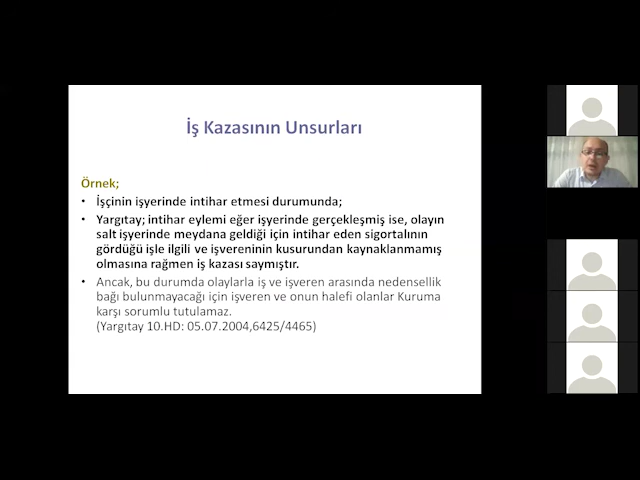 İş Kazasının Unsurları
Örnek;
• İşçinin işyerinde intihar etmesi durumunda;
• Yargıtay; intihar eylemi eğer işyerinde gerçekleşmiş ise, olayın
salt işyerinde meydana geldiği için intihar eden sigortalının
gördüğü işle ilgili ve işvereninin kusurundan kaynaklanmamış
olmasına rağmen iş kazası saymıştır.
• Ancak, bu durumda olaylarla iş ve işveren arasında nedensellik
bağı bulunmayacağı için işveren ve onun halefi olanlar Kuruma
karşı sorumlu tutulamaz.
(Yargıtay 10.HD: 05.07.2004,6425/4465)